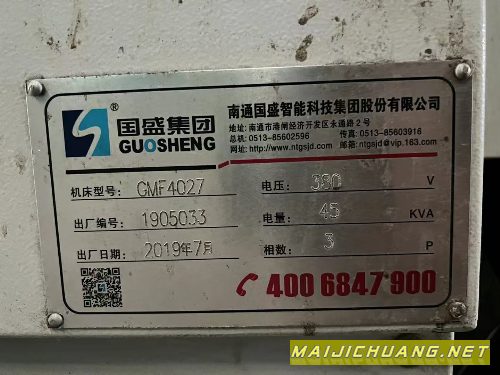 国盛集团®
GUOSHENG
南通国盛智能科技集团股份有限公司
地址: 南通市港闸经济开发区永通路2号
总机: 0513-85602596 传真: 0513-85603916
网址: http://www.ntgsjd.com 邮箱: ntgsjd@vip.163.com
机床型号: GMF4027 电压: 380 V
出厂编号: 1905033 电量: 45 KVA
出厂日期: 2019年7月 相数: 3 P
400 6847 900
MAIJICHUANG.NET